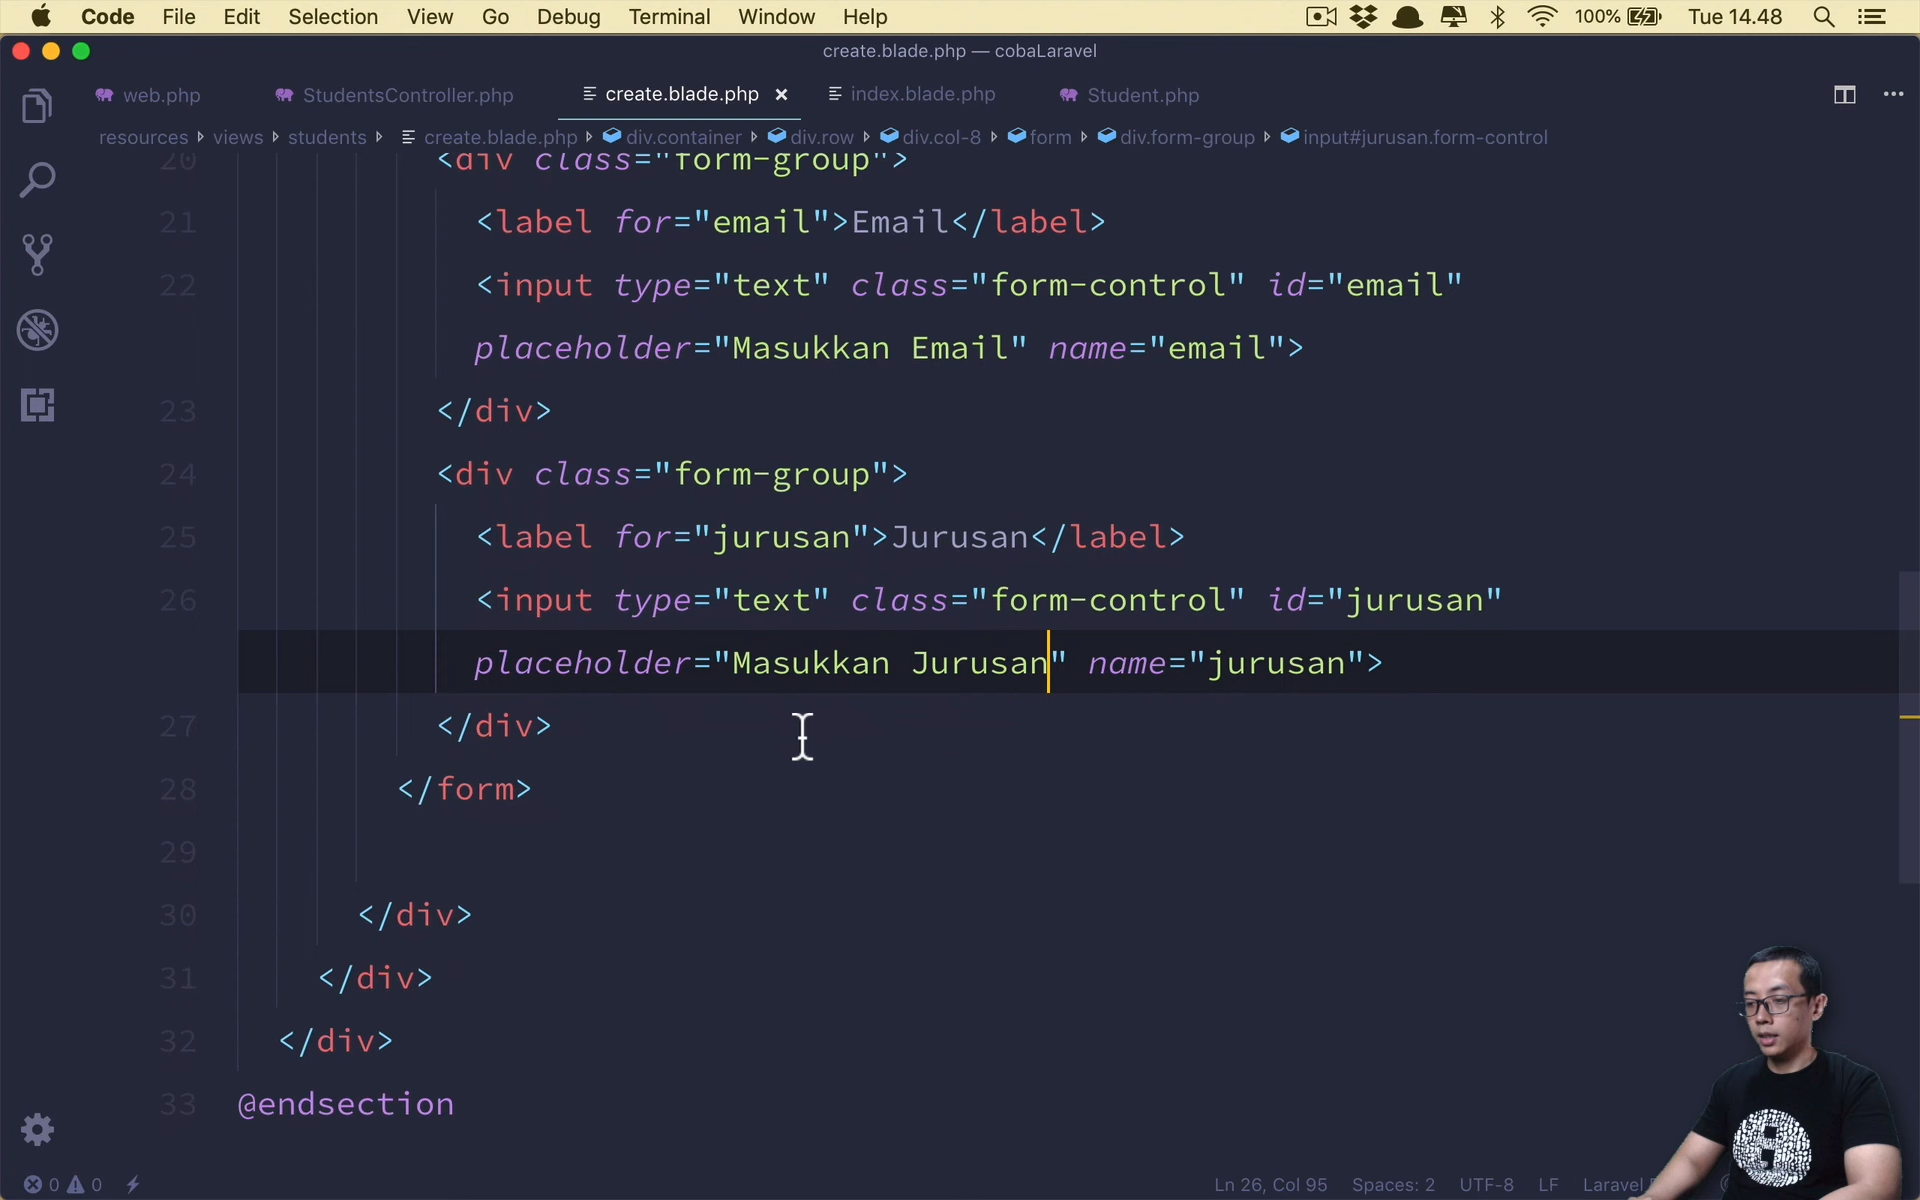 Code File Edit Selection View Go Debug Terminal Window Help 100% Tue 14.48
create.blade.php — cobaLaravel
web.php StudentsController.php create.blade.php × index.blade.php Student.php
resources views students create.blade.php div.container div.row div.col-8 form div.form-group input#jurusan.form-control
20 <div class="form-group">
21 <label for="email">Email</label>
22 <input type="text" class="form-control" id="email"
placeholder="Masukkan Email" name="email">
23 </div>
24 <div class="form-group">
25 <label for="jurusan">Jurusan</label>
26 <input type="text" class="form-control" id="jurusan"
placeholder="Masukkan Jurusan" name="jurusan">
27 </div>
28 </form>
29
30 </div>
31 </div>
32 </div>
33 @endsection
0 0 Ln 26, Col 95 Spaces: 2 UTF-8 LF Laravel